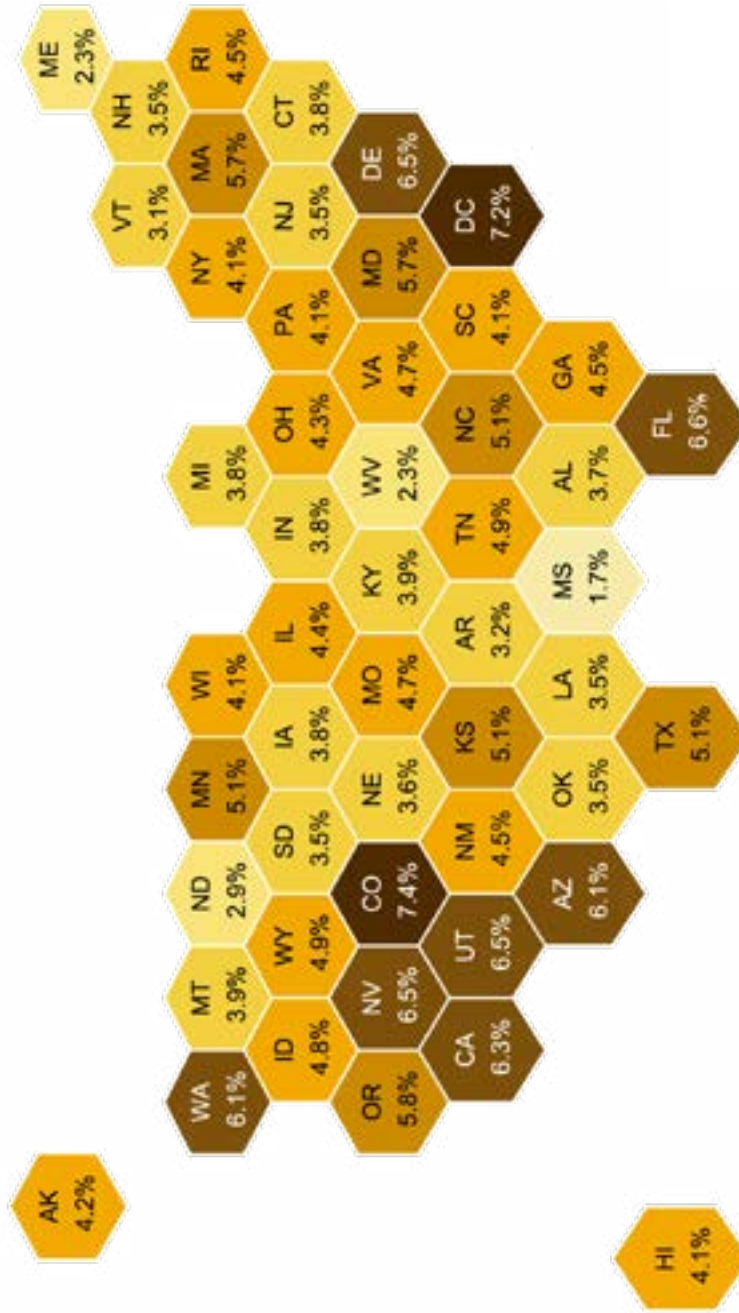 AK
4.2%
ME
2.3%
VT
3.1%
NH
3.5%
WA
6.1%
MT
3.9%
ND
2.9%
MN
5.1%
WI
4.1%
MI
3.8%
NY
4.1%
MA
5.7%
RI
4.5%
ID
4.8%
WY
4.9%
SD
3.5%
IA
3.8%
IL
4.4%
IN
3.8%
OH
4.3%
PA
4.1%
NJ
3.5%
CT
3.8%
OR
5.8%
NV
6.5%
CO
7.4%
NE
3.6%
MO
4.7%
KY
3.9%
WV
2.3%
VA
4.7%
MD
5.7%
DE
6.5%
CA
6.3%
UT
6.5%
NM
4.5%
KS
5.1%
AR
3.2%
TN
4.9%
NC
5.1%
SC
4.1%
DC
7.2%
AZ
6.1%
OK
3.5%
LA
3.5%
MS
1.7%
AL
3.7%
GA
4.5%
HI
4.1%
TX
5.1%
FL
6.6%